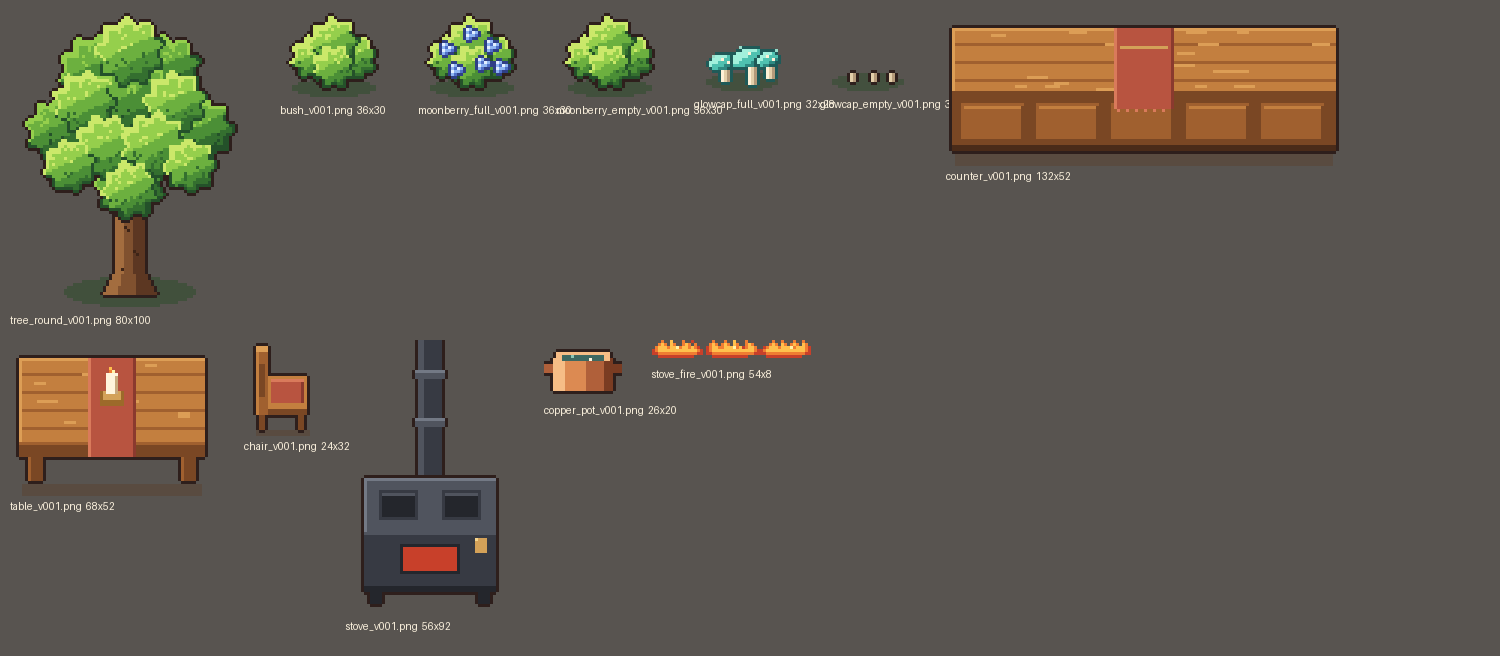 bush_v001.png 36x30
moonberry_full_v001.png 36x30
moonberry_empty_v001.png 36x30
glowcap_full_v001.png 32x28
glowcap_empty_v001.png 3
counter_v001.png 132x52
tree_round_v001.png 80x100
stove_fire_v001.png 54x8
copper_pot_v001.png 26x20
chair_v001.png 24x32
table_v001.png 68x52
stove_v001.png 56x92